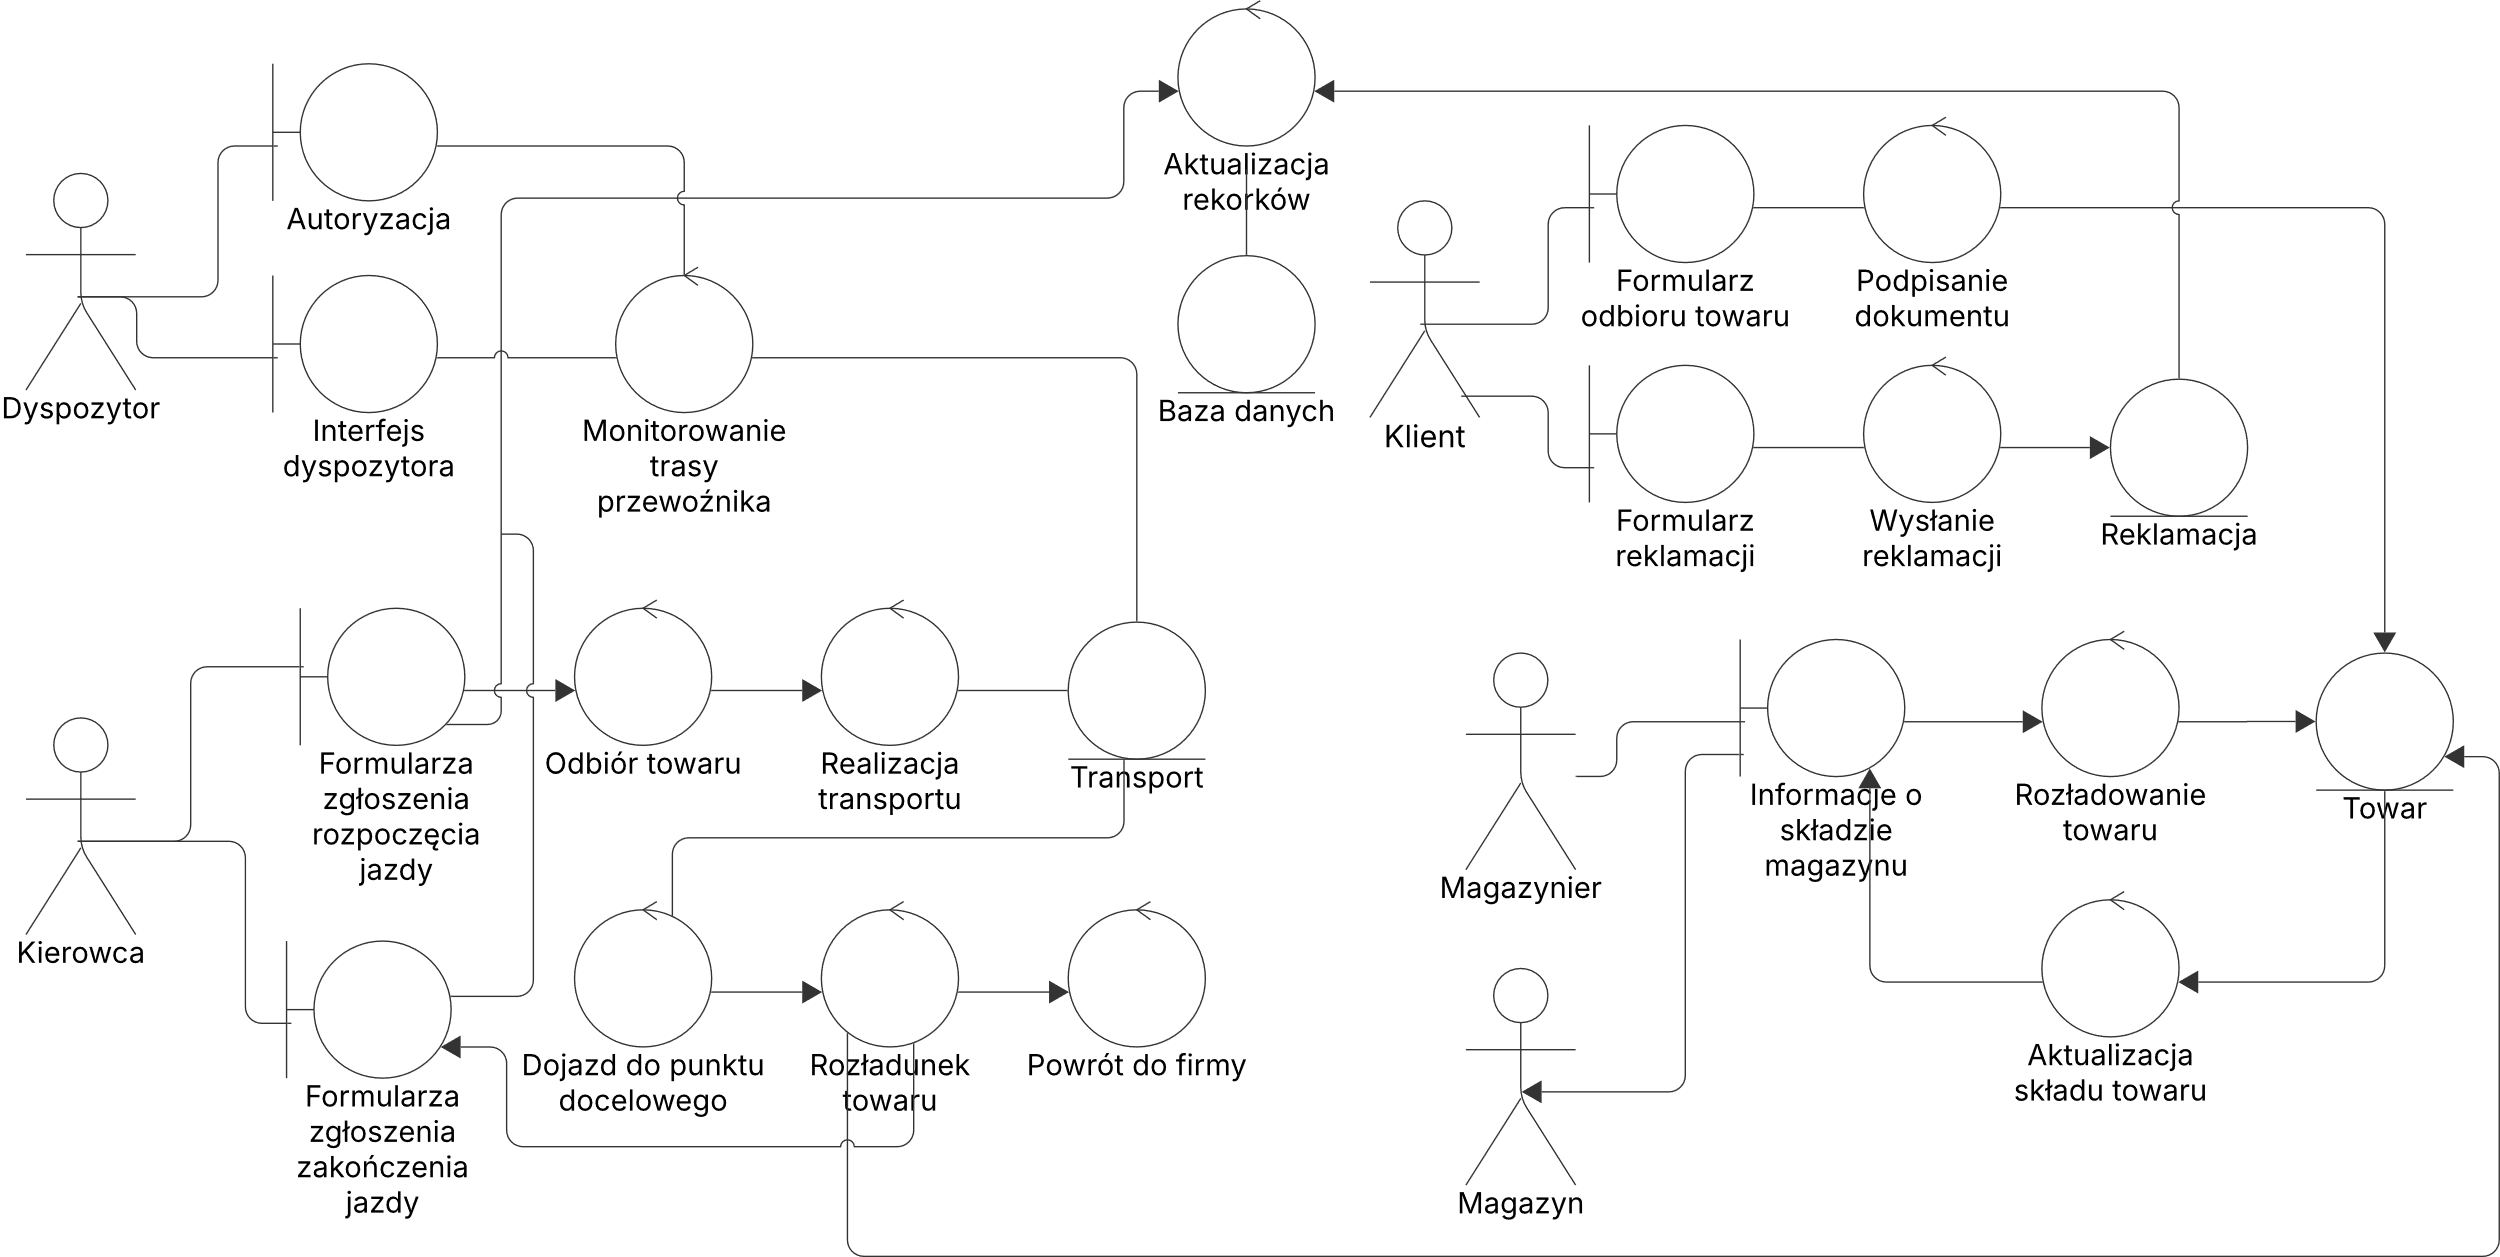 Aktualizacja
rekorków
Autoryzacja
Formularz
odbioru towaru
Podpisanie
dokumentu
Dyspozytor
Interfejs
dyspozytora
Monitorowanie
trasy
przewoźnika
Baza danych
Klient
Formularz
reklamacji
Wysłanie
reklamacji
Reklamacja
Formularza
zgłoszenia
rozpoczęcia
jazdy
Odbiór towaru
Realizacja
transportu
Transport
Informacje o
składzie
magazynu
Rozładowanie
towaru
Towar
Magazynier
Kierowca
Formularza
zgłoszenia
zakończenia
jazdy
Dojazd do punktu
docelowego
Rozładunek
towaru
Powrót do firmy
Aktualizacja
składu towaru
Magazyn